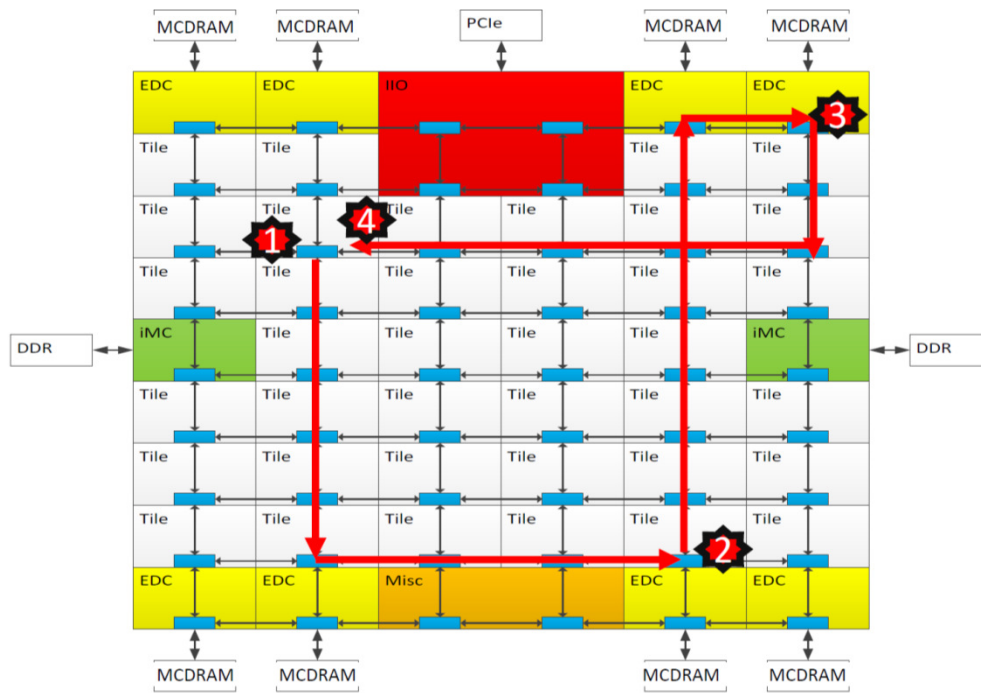 MCDRAM MCDRAM PCIe MCDRAM MCDRAM
EDC EDC IIO EDC EDC
3
Tile Tile Tile Tile
Tile Tile Tile Tile Tile Tile
4
1
Tile Tile Tile Tile Tile Tile
iMC Tile Tile Tile Tile iMC
DDR DDR
Tile Tile Tile Tile Tile Tile
Tile Tile Tile Tile Tile Tile
Tile Tile Tile Tile Tile Tile
2
EDC EDC Misc EDC EDC
MCDRAM MCDRAM MCDRAM MCDRAM